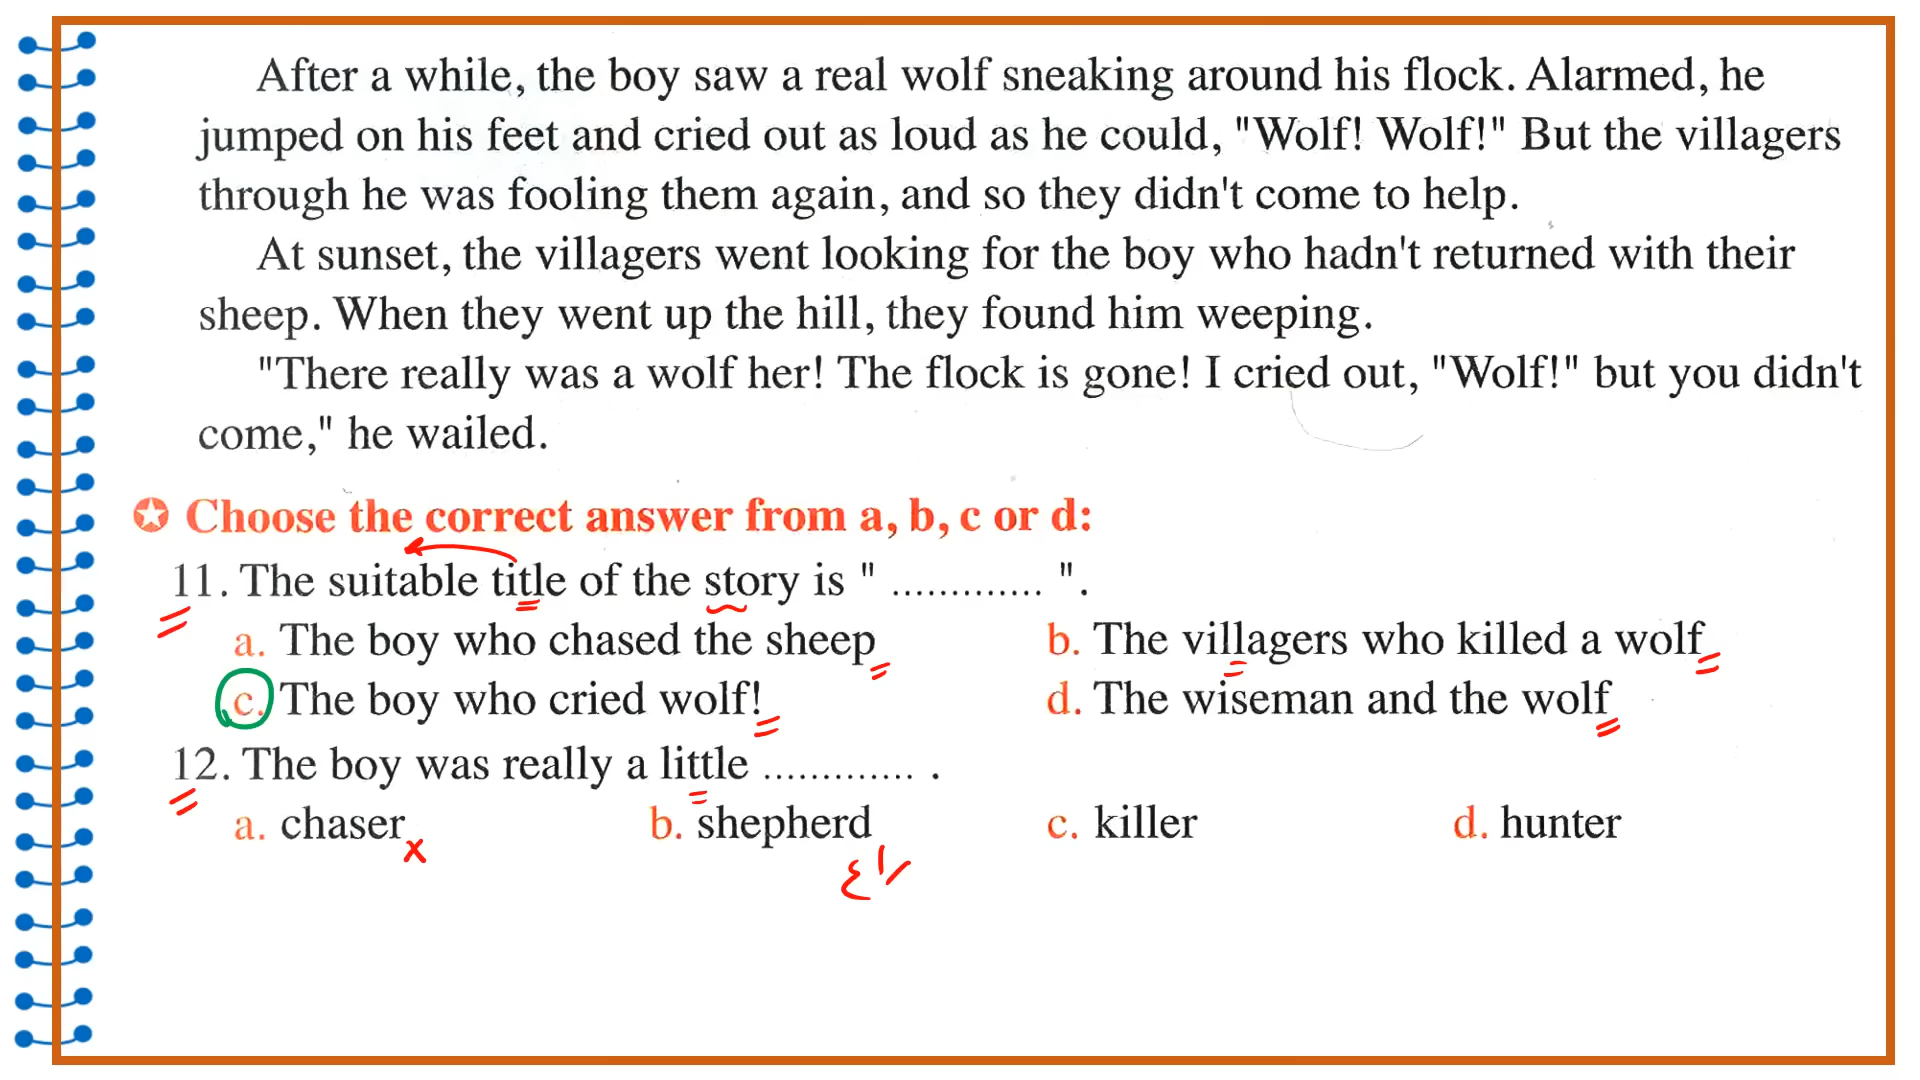 After a while, the boy saw a real wolf sneaking around his flock. Alarmed, he
jumped on his feet and cried out as loud as he could, "Wolf! Wolf!" But the villagers
through he was fooling them again, and so they didn't come to help.
At sunset, the villagers went looking for the boy who hadn't returned with their
sheep. When they went up the hill, they found him weeping.
"There really was a wolf her! The flock is gone! I cried out, "Wolf!" but you didn't
come," he wailed.
Choose the correct answer from a, b, c or d:
11. The suitable title of the story is " ............. ".
a. The boy who chased the sheep b. The villagers who killed a wolf
c. The boy who cried wolf! d. The wiseman and the wolf
12. The boy was really a little ............. .
a. chaser x b. shepherd c. killer d. hunter